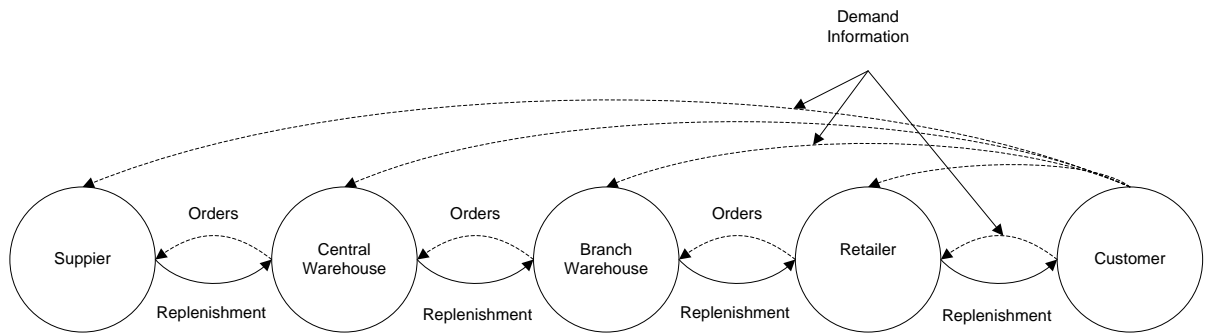 Demand
Information
Orders
Orders
Orders
Suppier
Central
Warehouse
Branch
Warehouse
Retailer
Customer
Replenishment
Replenishment
Replenishment
Replenishment